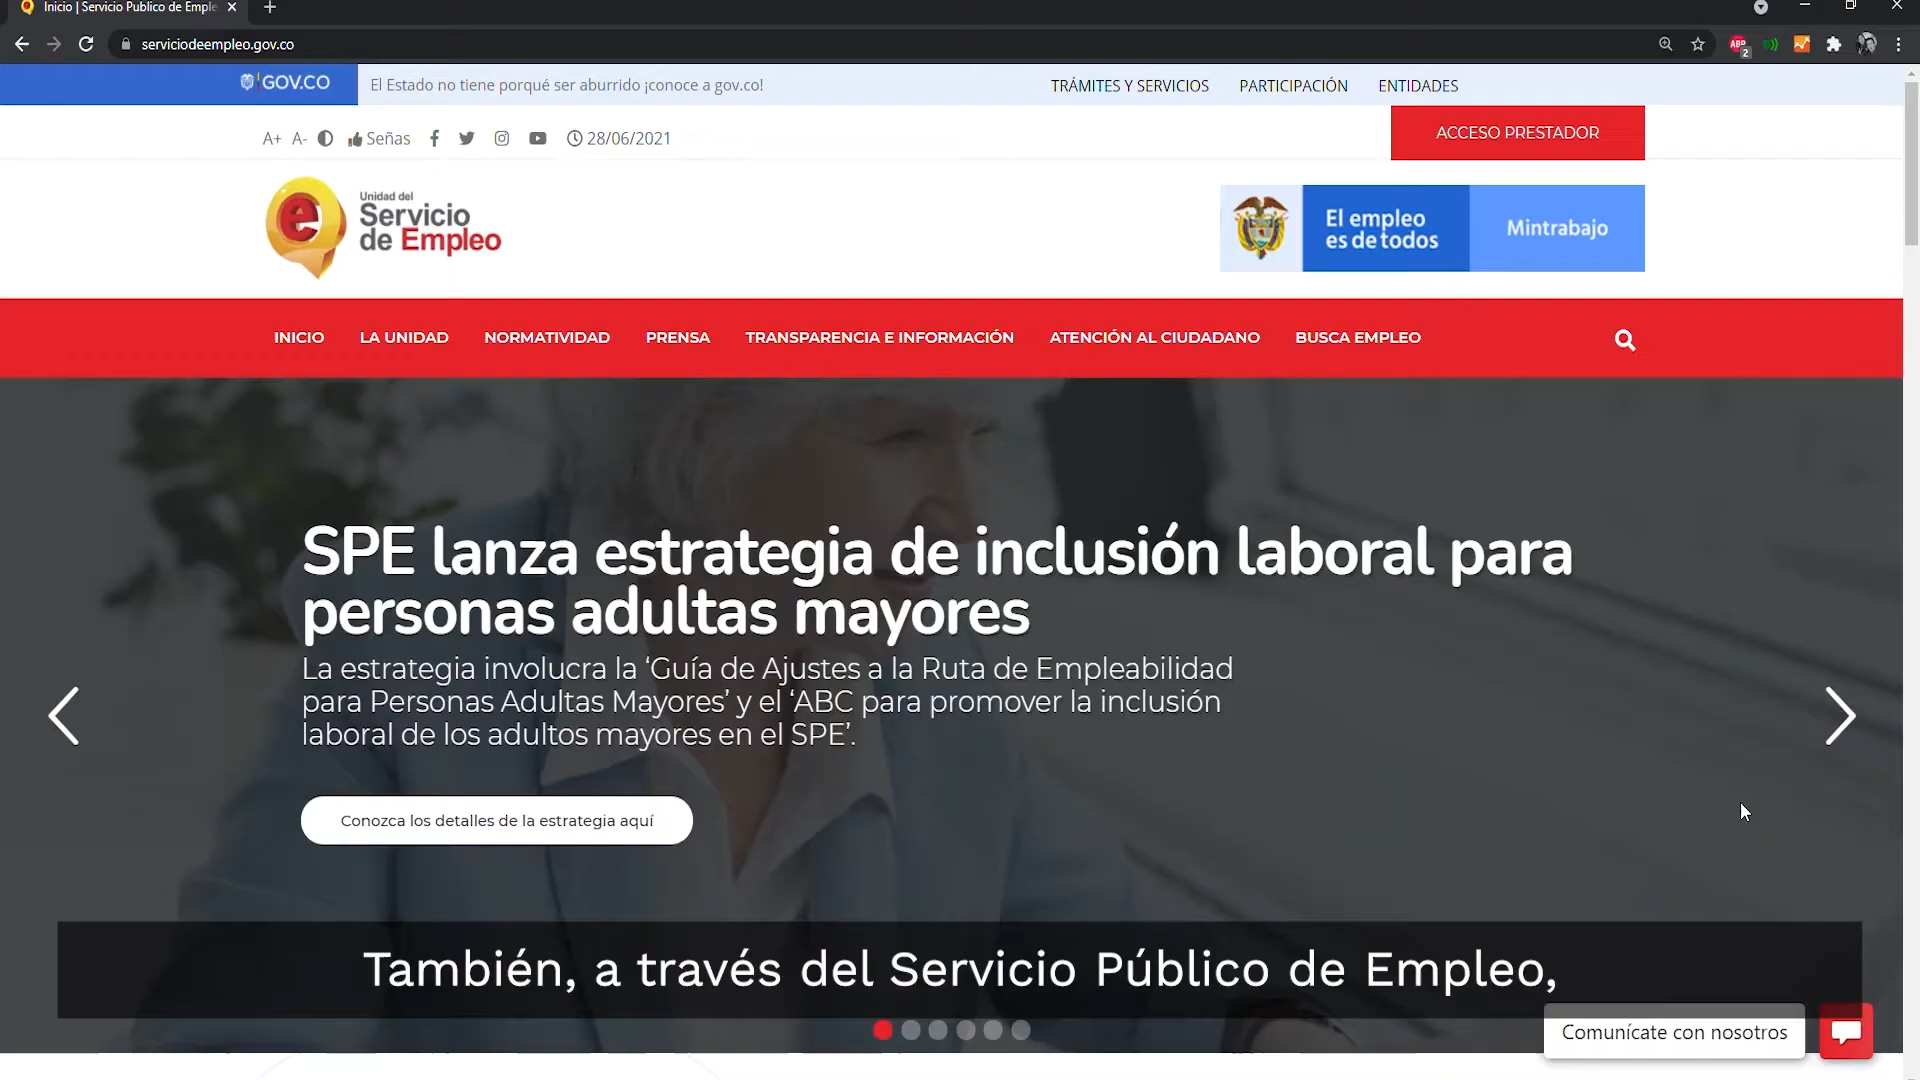 Inicio | Servicio Publico de Emple
serviciodeempleo.gov.co
ABP
2
GOV.CO
El Estado no tiene porqué ser aburrido ¡conoce a gov.co!
TRÁMITES Y SERVICIOS
PARTICIPACIÓN
ENTIDADES
A+ A- Señas
28/06/2021
ACCESO PRESTADOR
e
Unidad del
Servicio
de Empleo
El empleo
es de todos
Mintrabajo
INICIO
LA UNIDAD
NORMATIVIDAD
PRENSA
TRANSPARENCIA E INFORMACIÓN
ATENCIÓN AL CIUDADANO
BUSCA EMPLEO
SPE lanza estrategia de inclusión laboral para
personas adultas mayores
La estrategia involucra la ‘Guía de Ajustes a la Ruta de Empleabilidad
para Personas Adultas Mayores’ y el ‘ABC para promover la inclusión
laboral de los adultos mayores en el SPE’.
Conozca los detalles de la estrategia aquí
También, a través del Servicio Público de Empleo,
Comunícate con nosotros